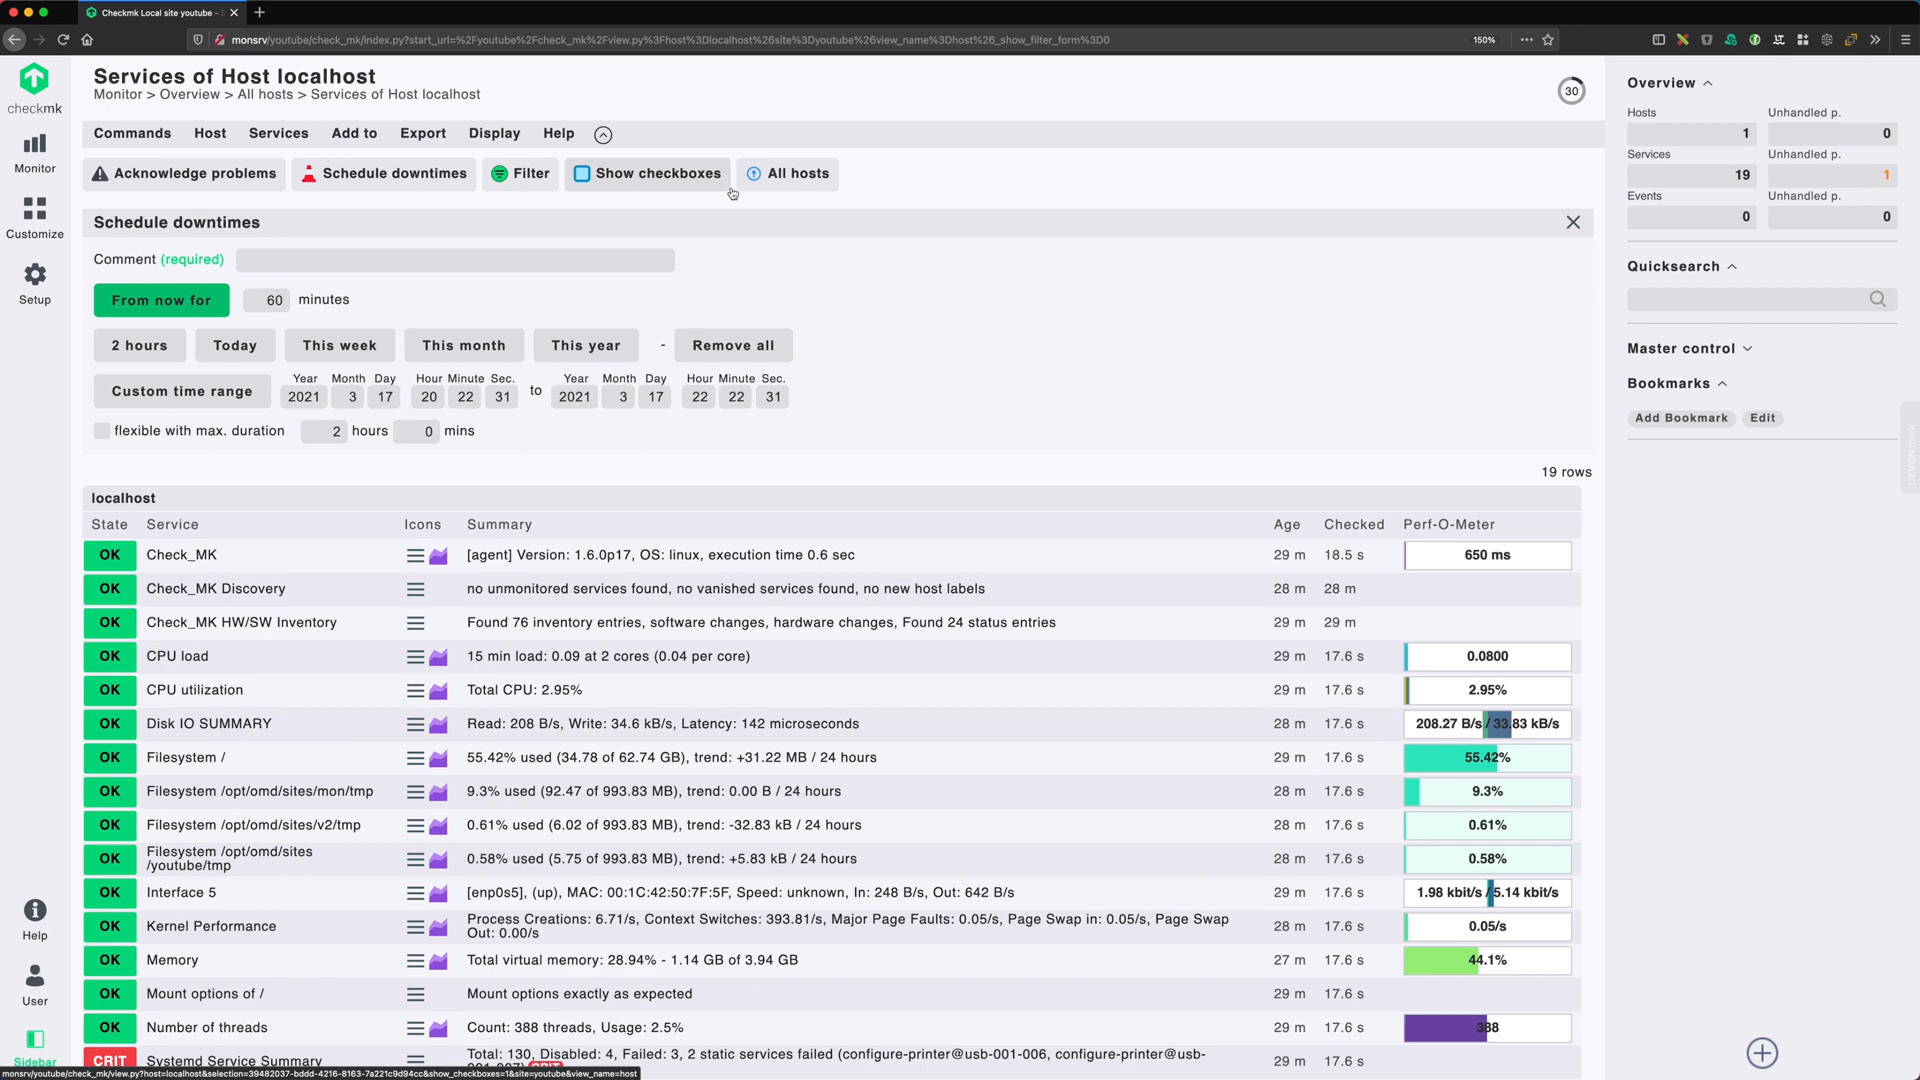 Checkmk Local site youtube -
monsrv/youtube/check_mk/index.py?start_url=%2Fyoutube%2Fcheck_mk%2Fview.py%3Fhost%3Dlocalhost%26site%3Dyoutube%26view_name%3Dhost%26_show_filter_form%3D0
150%
checkmk
Monitor
Customize
Setup
Help
User
Sidebar
Services of Host localhost
Monitor > Overview > All hosts > Services of Host localhost
30
Commands Host Services Add to Export Display Help
Acknowledge problems Schedule downtimes Filter Show checkboxes All hosts
Schedule downtimes
Comment (required)
From now for 60 minutes
2 hours Today This week This month This year - Remove all
Year Month Day Hour Minute Sec. Year Month Day Hour Minute Sec.
Custom time range 2021 3 17 20 22 31 to 2021 3 17 22 22 31
flexible with max. duration 2 hours 0 mins
19 rows
localhost
State Service Icons Summary Age Checked Perf-O-Meter
OK Check_MK [agent] Version: 1.6.0p17, OS: linux, execution time 0.6 sec 29 m 18.5 s 650 ms
OK Check_MK Discovery no unmonitored services found, no vanished services found, no new host labels 28 m 28 m
OK Check_MK HW/SW Inventory Found 76 inventory entries, software changes, hardware changes, Found 24 status entries 29 m 29 m
OK CPU load 15 min load: 0.09 at 2 cores (0.04 per core) 29 m 17.6 s 0.0800
OK CPU utilization Total CPU: 2.95% 29 m 17.6 s 2.95%
OK Disk IO SUMMARY Read: 208 B/s, Write: 34.6 kB/s, Latency: 142 microseconds 28 m 17.6 s 208.27 B/s / 33.83 kB/s
OK Filesystem / 55.42% used (34.78 of 62.74 GB), trend: +31.22 MB / 24 hours 29 m 17.6 s 55.42%
OK Filesystem /opt/omd/sites/mon/tmp 9.3% used (92.47 of 993.83 MB), trend: 0.00 B / 24 hours 28 m 17.6 s 9.3%
OK Filesystem /opt/omd/sites/v2/tmp 0.61% used (6.02 of 993.83 MB), trend: -32.83 kB / 24 hours 28 m 17.6 s 0.61%
OK Filesystem /opt/omd/sites
/youtube/tmp 0.58% used (5.75 of 993.83 MB), trend: +5.83 kB / 24 hours 28 m 17.6 s 0.58%
OK Interface 5 [enp0s5], (up), MAC: 00:1C:42:50:7F:5F, Speed: unknown, In: 248 B/s, Out: 642 B/s 29 m 17.6 s 1.98 kbit/s / 5.14 kbit/s
OK Kernel Performance Process Creations: 6.71/s, Context Switches: 393.81/s, Major Page Faults: 0.05/s, Page Swap in: 0.05/s, Page Swap
Out: 0.00/s 28 m 17.6 s 0.05/s
OK Memory Total virtual memory: 28.94% - 1.14 GB of 3.94 GB 27 m 17.6 s 44.1%
OK Mount options of / Mount options exactly as expected 29 m 17.6 s
OK Number of threads Count: 388 threads, Usage: 2.5% 29 m 17.6 s 388
CRIT Systemd Service Summary Total: 130, Disabled: 4, Failed: 3, 2 static services failed (configure-printer@usb-001-006, configure-printer@usb- 29 m 17.6 s
monsrv/youtube/check_mk/view.py?host=localhost&selection=39482037-bddd-4216-8163-7a221c9d94cc&show_checkboxes=1&site=youtube&view_name=host
Overview
Hosts Unhandled p.
1 0
Services Unhandled p.
19 1
Events Unhandled p.
0 0
Quicksearch
Master control
Bookmarks
Add Bookmark Edit